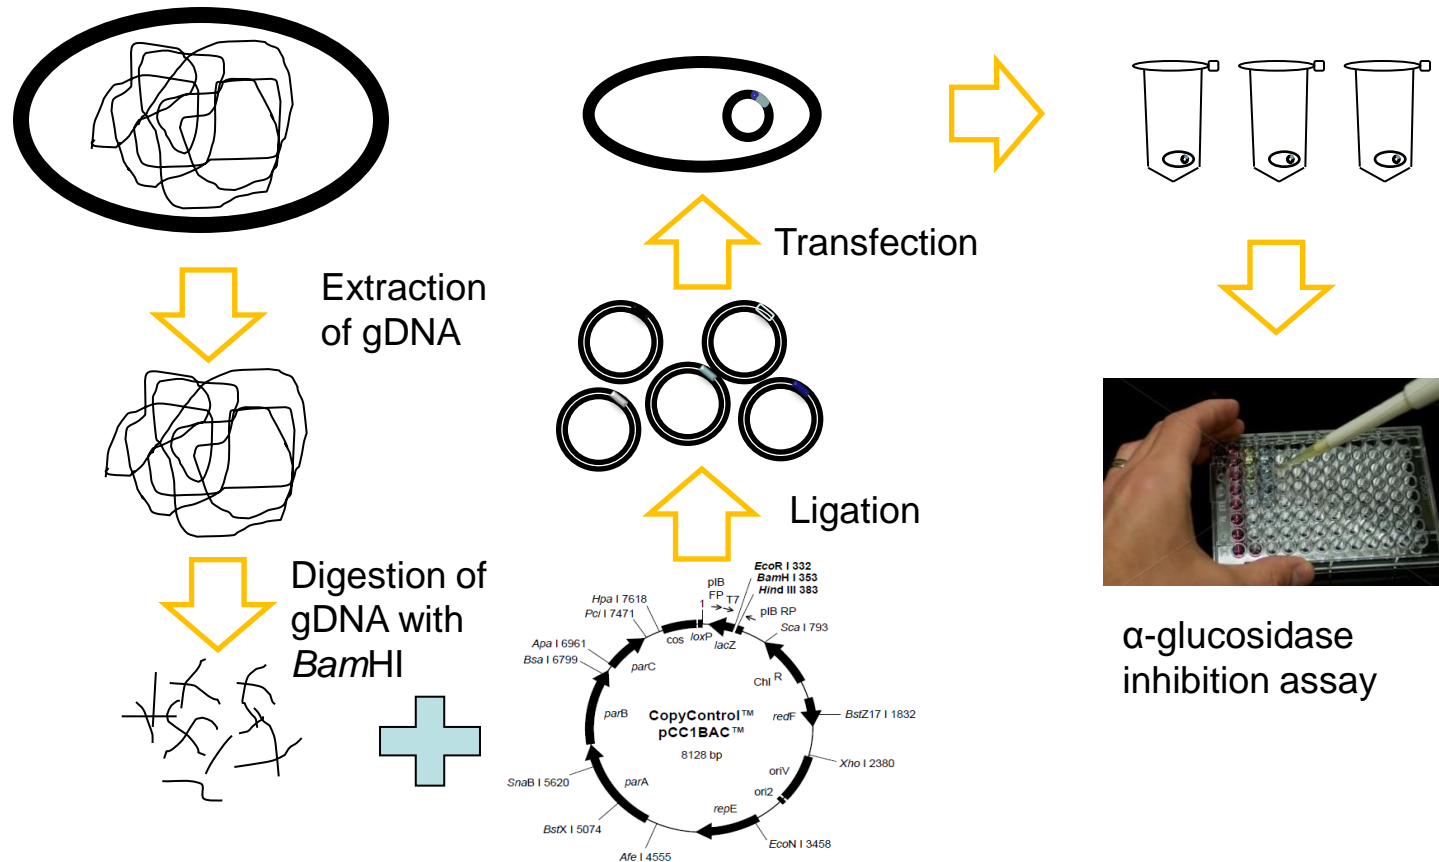 Extraction
of gDNA
Digestion of
gDNA with
BamHI
Transfection
Ligation
EcoR I 332
BamH I 353
Hind III 383
pIB
FP
T7
1
pIB RP
Hpa I 7618
Pci I 7471
Sca I 793
cos
loxP
lacZ
Apa I 6961
Bsa I 6799
parC
Chl R
parB
CopyControl™
pCC1BAC™
8128 bp
redF
BstZ17 I 1832
Xho I 2380
SnaB I 5620
parA
oriV
ori2
repE
BstX I 5074
EcoN I 3458
Afe I 4555
α-glucosidase
inhibition assay